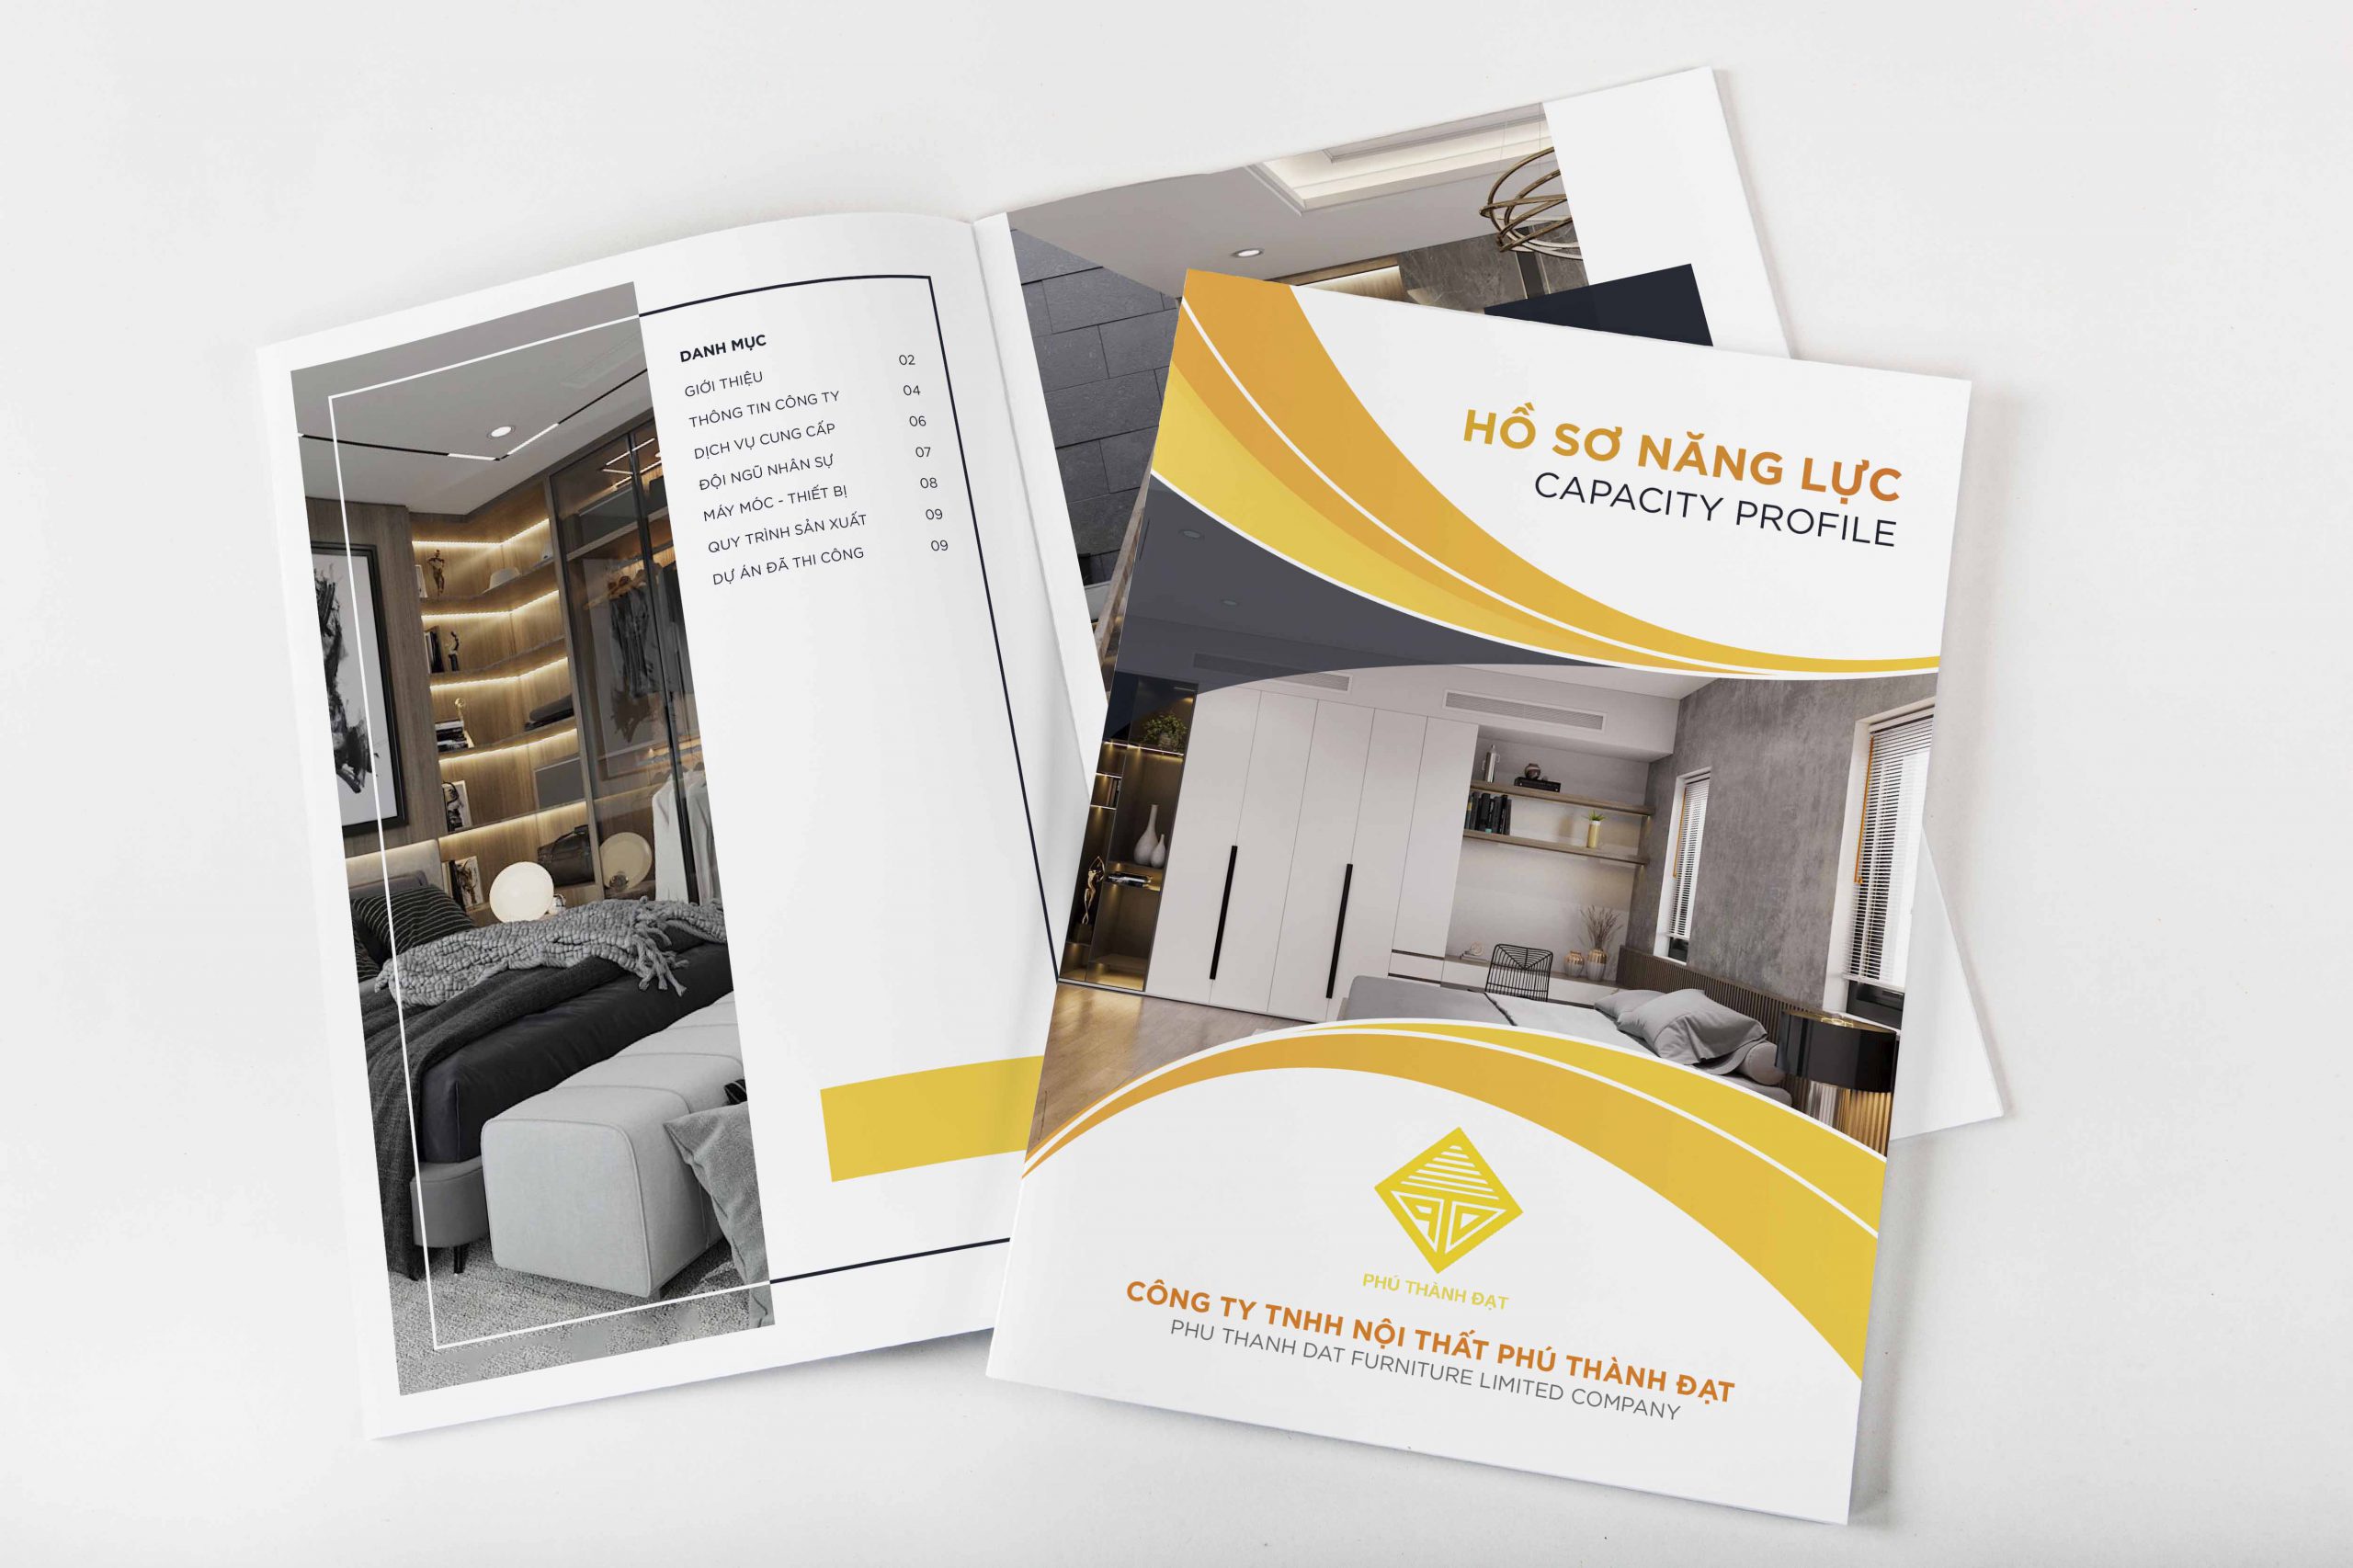 DANH MỤC
GIỚI THIỆU 02
THÔNG TIN CÔNG TY 04
DỊCH VỤ CUNG CẤP 06
ĐỘI NGŨ NHÂN SỰ 07
MÁY MÓC - THIẾT BỊ 08
QUY TRÌNH SẢN XUẤT 09
DỰ ÁN ĐÃ THI CÔNG 09
HỒ SƠ NĂNG LỰC
CAPACITY PROFILE
PTD
PHÚ THÀNH ĐẠT
CÔNG TY TNHH NỘI THẤT PHÚ THÀNH ĐẠT
PHU THANH DAT FURNITURE LIMITED COMPANY